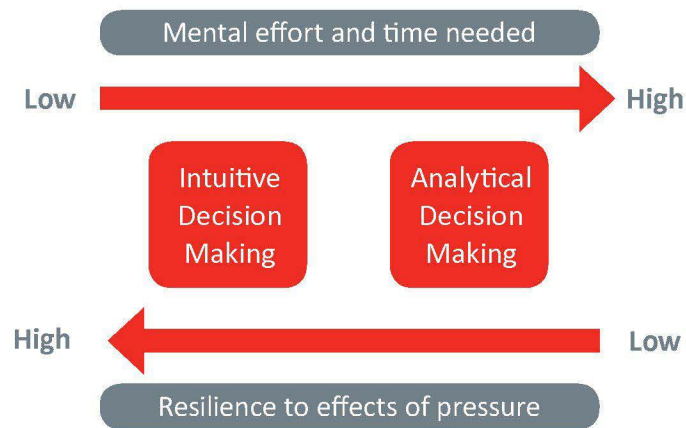 Mental effort and time needed
Low
High
Intuitive
Decision
Making
Analytical
Decision
Making
High
Low
Resilience to effects of pressure